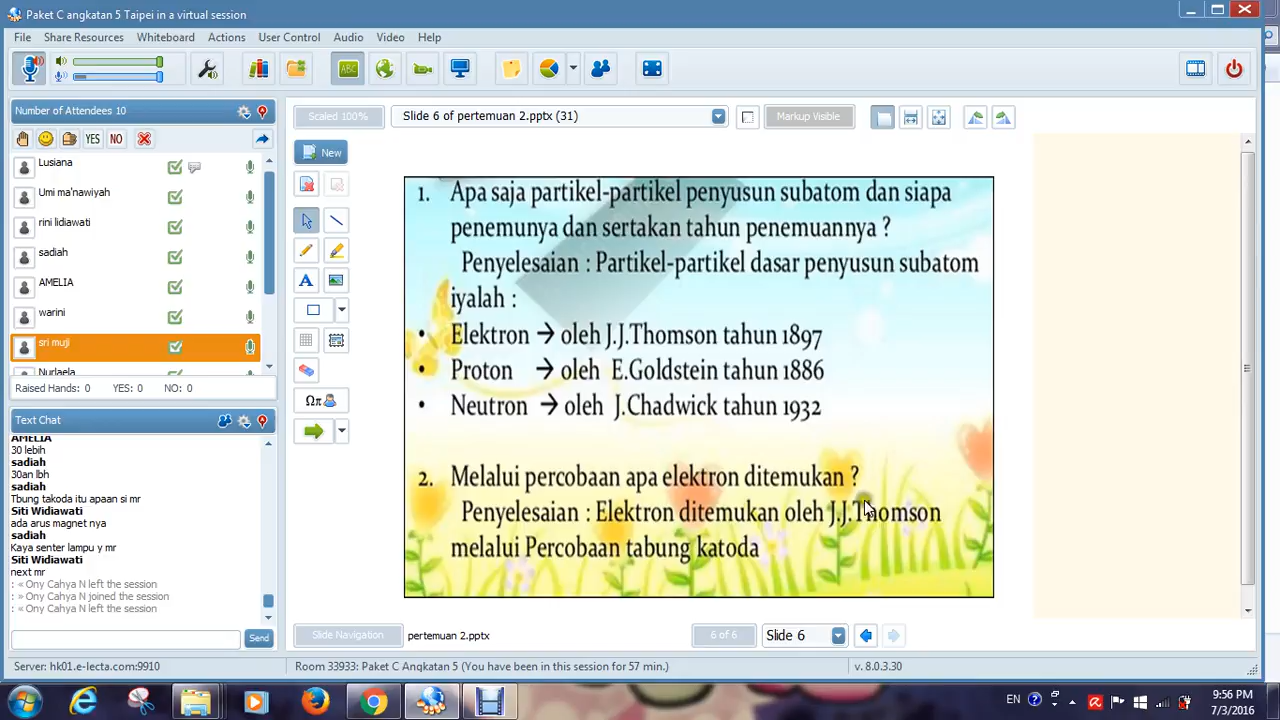 Paket C angkatan 5 Taipei in a virtual session
File Share Resources Whiteboard Actions User Control Audio Video Help
Number of Attendees 10
YES NO
Lusiana
Umi ma'nawiyah
rini lidiawati
sadiah
AMELIA
warini
sri muji
Nurlaela
Raised Hands: 0 YES: 0 NO: 0
Text Chat
AMELIA
30 lebih
sadiah
30an lbh
sadiah
Tbung takoda itu apaan si mr
Siti Widiawati
ada arus magnet nya
sadiah
Kaya senter lampu y mr
Siti Widiawati
next mr
: « Ony Cahya N left the session
: » Ony Cahya N joined the session
: « Ony Cahya N left the session
Send
Scaled 100%
Slide 6 of pertemuan 2.pptx (31)
Markup Visible
ABC
New
A
Ωπ
1. Apa saja partikel-partikel penyusun subatom dan siapa
penemunya dan sertakan tahun penemuannya ?
Penyelesaian : Partikel-partikel dasar penyusun subatom
iyalah :
• Elektron → oleh J.J.Thomson tahun 1897
• Proton → oleh E.Goldstein tahun 1886
• Neutron → oleh J.Chadwick tahun 1932
2. Melalui percobaan apa elektron ditemukan ?
Penyelesaian : Elektron ditemukan oleh J.J.Thomson
melalui Percobaan tabung katoda
Slide Navigation
pertemuan 2.pptx
6 of 6
Slide 6
Server: hk01.e-lecta.com:9910
Room 33933: Paket C Angkatan 5 (You have been in this session for 57 min.)
v. 8.0.3.30
EN
9:56 PM
7/3/2016